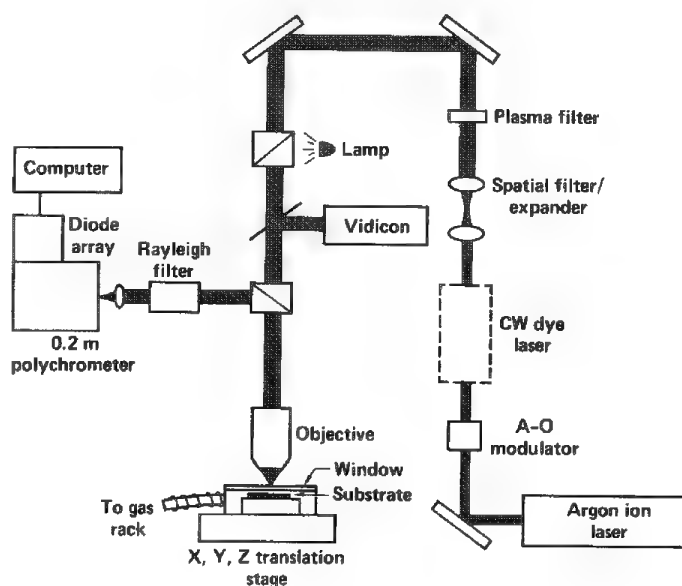 Plasma filter
Lamp
Computer
Spatial filter/
expander
Diode
array
Vidicon
Rayleigh
filter
CW dye
laser
0.2 m
polychrometer
Objective
A-O
modulator
Window
Substrate
To gas
rack
Argon ion
laser
X, Y, Z translation
stage